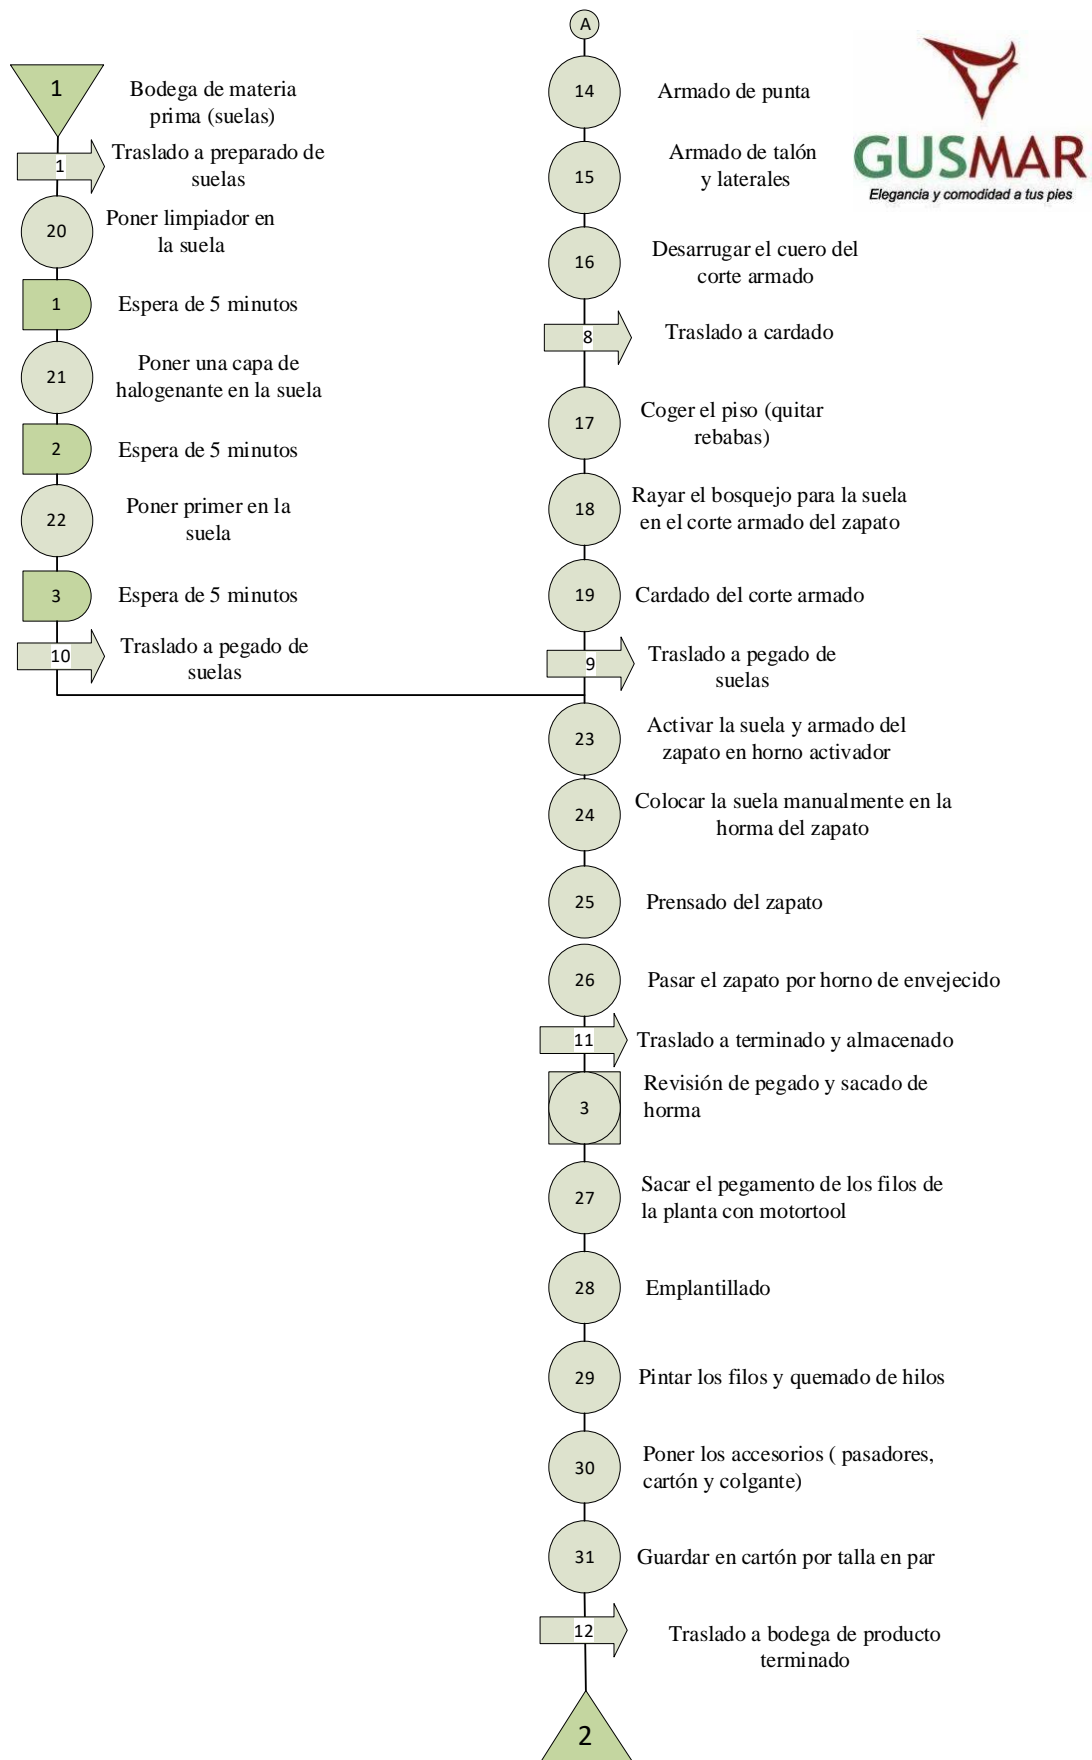 1
Bodega de materia
prima (suelas)
1
Traslado a preparado de
suelas
20
Poner limpiador en
la suela
1
Espera de 5 minutos
21
Poner una capa de
halogenante en la suela
2
Espera de 5 minutos
22
Poner primer en la
suela
3
Espera de 5 minutos
10
Traslado a pegado de
suelas
A
14
Armado de punta
15
Armado de talón
y laterales
16
Desarrugar el cuero del
corte armado
8
Traslado a cardado
17
Coger el piso (quitar
rebabas)
18
Rayar el bosquejo para la suela
en el corte armado del zapato
19
Cardado del corte armado
9
Traslado a pegado de
suelas
23
Activar la suela y armado del
zapato en horno activador
24
Colocar la suela manualmente en la
horma del zapato
25
Prensado del zapato
26
Pasar el zapato por horno de envejecido
11
Traslado a terminado y almacenado
3
Revisión de pegado y sacado de
horma
27
Sacar el pegamento de los filos de
la planta con motortool
28
Emplantillado
29
Pintar los filos y quemado de hilos
30
Poner los accesorios ( pasadores,
cartón y colgante)
31
Guardar en cartón por talla en par
12
Traslado a bodega de producto
terminado
2
GUSMAR
Elegancia y comodidad a tus pies